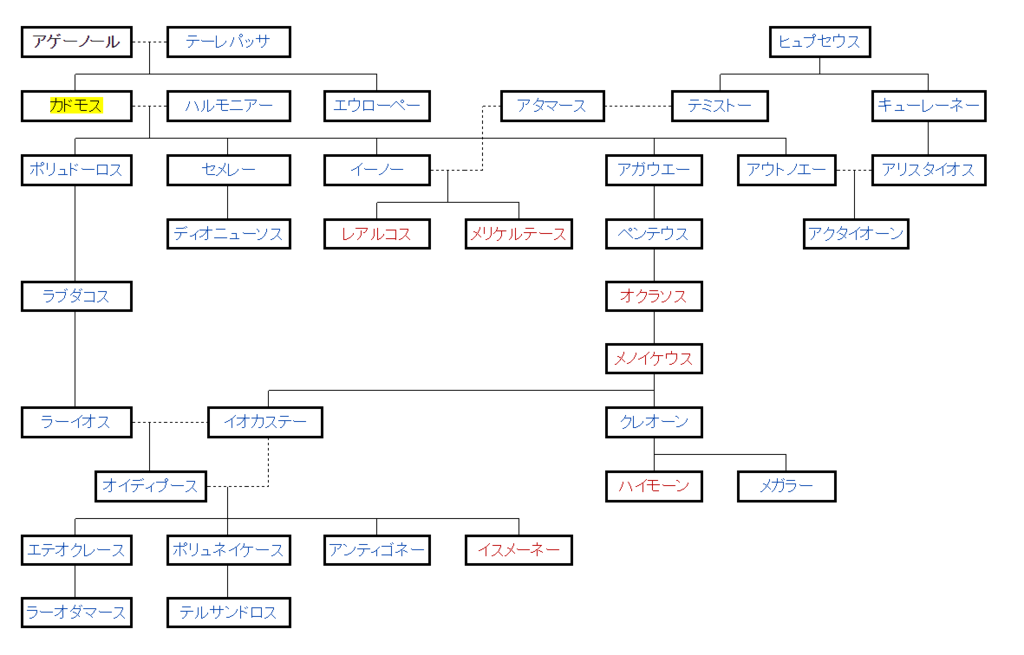 アゲーノール
テーレパッサ
ヒュプセウス
カドモス
ハルモニアー
エウローペー
アタマース
テミストー
キューレーネー
ポリュドーロス
セメレー
イーノー
アガウエー
アウトノエー
アリスタイオス
ディオニューソス
レアルコス
メリケルテース
ペンテウス
アクタイオーン
ラブダコス
オクラソス
メノイケウス
ラーイオス
イオカステー
クレオーン
オイディプース
ハイモーン
メガラー
エテオクレース
ポリュネイケース
アンティゴネー
イスメーネー
ラーオダマース
テルサンドロス